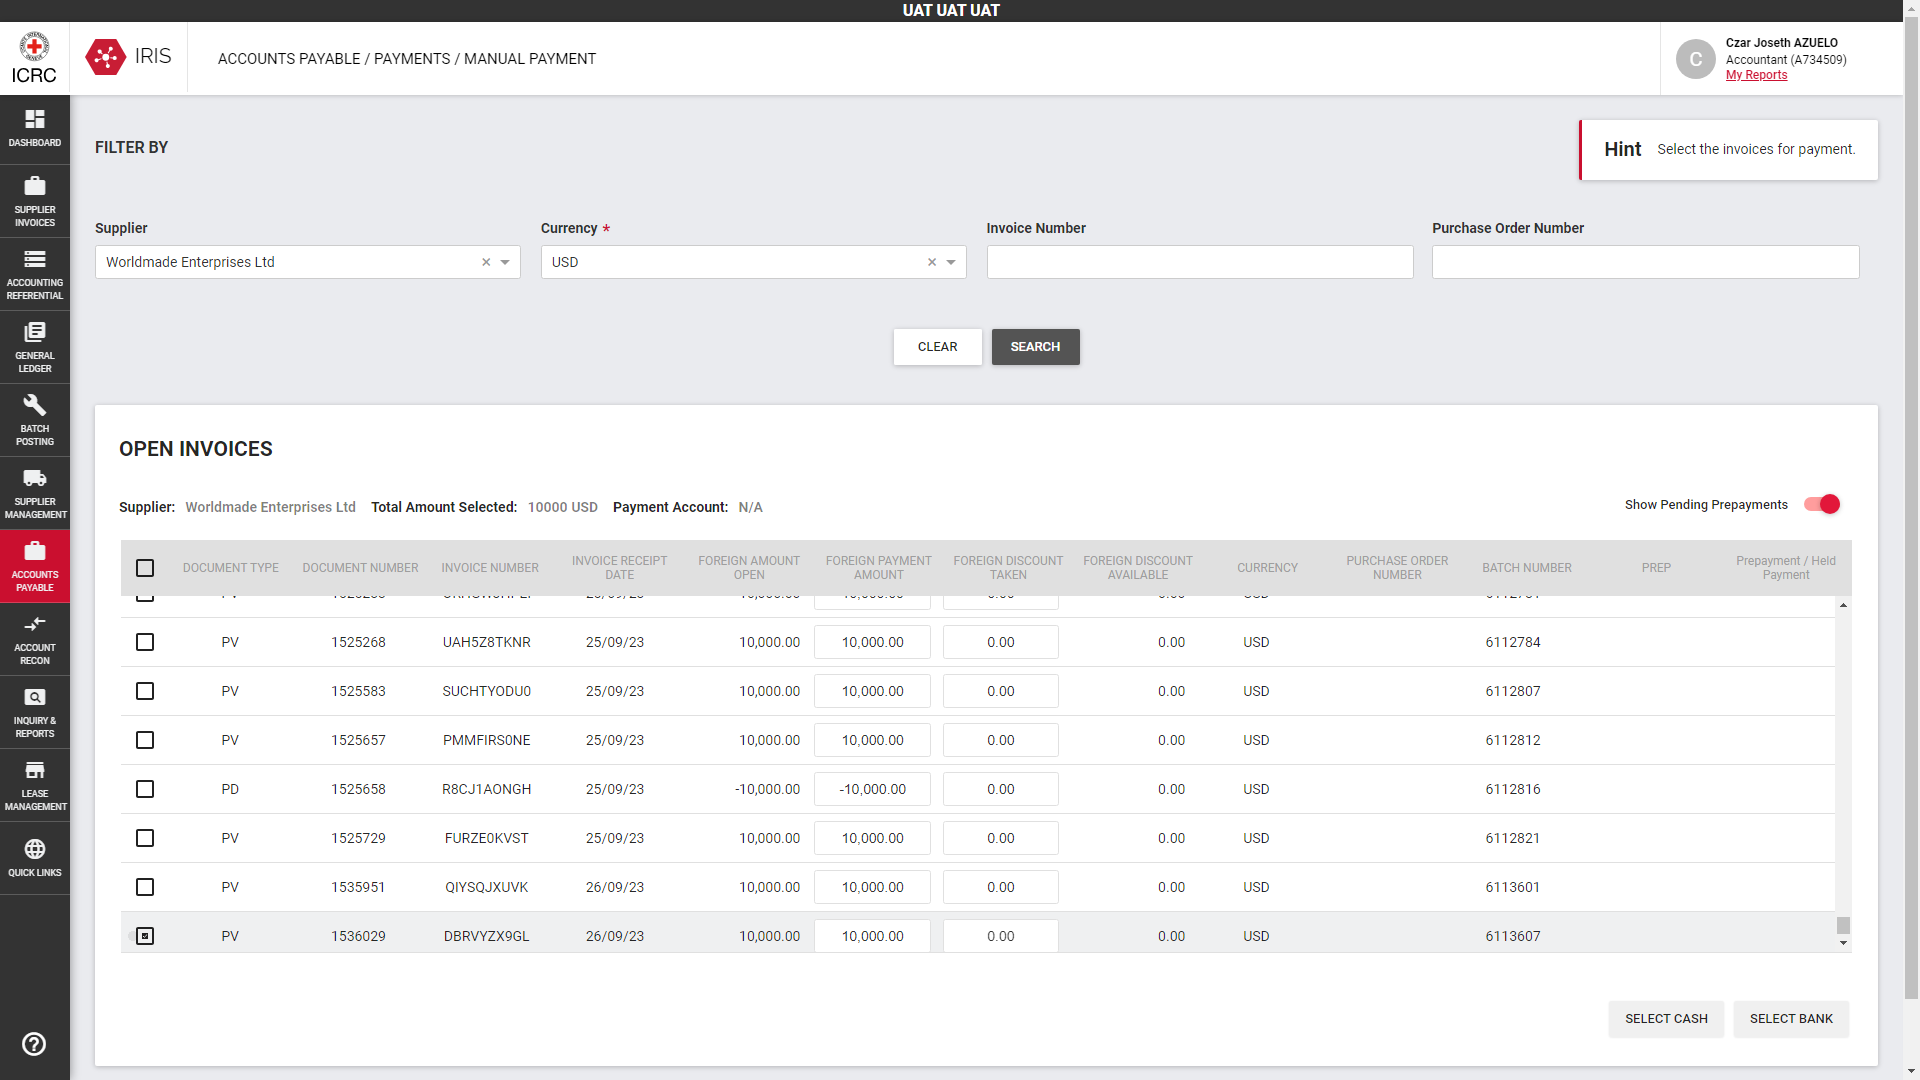 UAT UAT UAT
ICRC
IRIS
ACCOUNTS PAYABLE / PAYMENTS / MANUAL PAYMENT
C
Czar Joseth AZUELO
Accountant (A734509)
My Reports
DASHBOARD
SUPPLIER
INVOICES
ACCOUNTING
REFERENTIAL
GENERAL
LEDGER
BATCH
POSTING
SUPPLIER
MANAGEMENT
ACCOUNTS
PAYABLE
ACCOUNT
RECON
INQUIRY &
REPORTS
LEASE
MANAGEMENT
QUICK LINKS
FILTER BY
Hint Select the invoices for payment.
Supplier Currency * Invoice Number Purchase Order Number
Worldmade Enterprises Ltd × USD ×
CLEAR SEARCH
OPEN INVOICES
Supplier: Worldmade Enterprises Ltd Total Amount Selected: 10000 USD Payment Account: N/A
Show Pending Prepayments
DOCUMENT TYPE DOCUMENT NUMBER INVOICE NUMBER INVOICE RECEIPT DATE FOREIGN AMOUNT OPEN FOREIGN PAYMENT AMOUNT FOREIGN DISCOUNT TAKEN FOREIGN DISCOUNT AVAILABLE CURRENCY PURCHASE ORDER NUMBER BATCH NUMBER PREP Prepayment / Held Payment
PV 1525268 UAH5Z8TKNR 25/09/23 10,000.00 10,000.00 0.00 0.00 USD 6112784
PV 1525583 SUCHTYODU0 25/09/23 10,000.00 10,000.00 0.00 0.00 USD 6112807
PV 1525657 PMMFIRS0NE 25/09/23 10,000.00 10,000.00 0.00 0.00 USD 6112812
PD 1525658 R8CJ1AONGH 25/09/23 -10,000.00 -10,000.00 0.00 0.00 USD 6112816
PV 1525729 FURZE0KVST 25/09/23 10,000.00 10,000.00 0.00 0.00 USD 6112821
PV 1535951 QIYSQJXUVK 26/09/23 10,000.00 10,000.00 0.00 0.00 USD 6113601
PV 1536029 DBRVYZX9GL 26/09/23 10,000.00 10,000.00 0.00 0.00 USD 6113607
SELECT CASH SELECT BANK